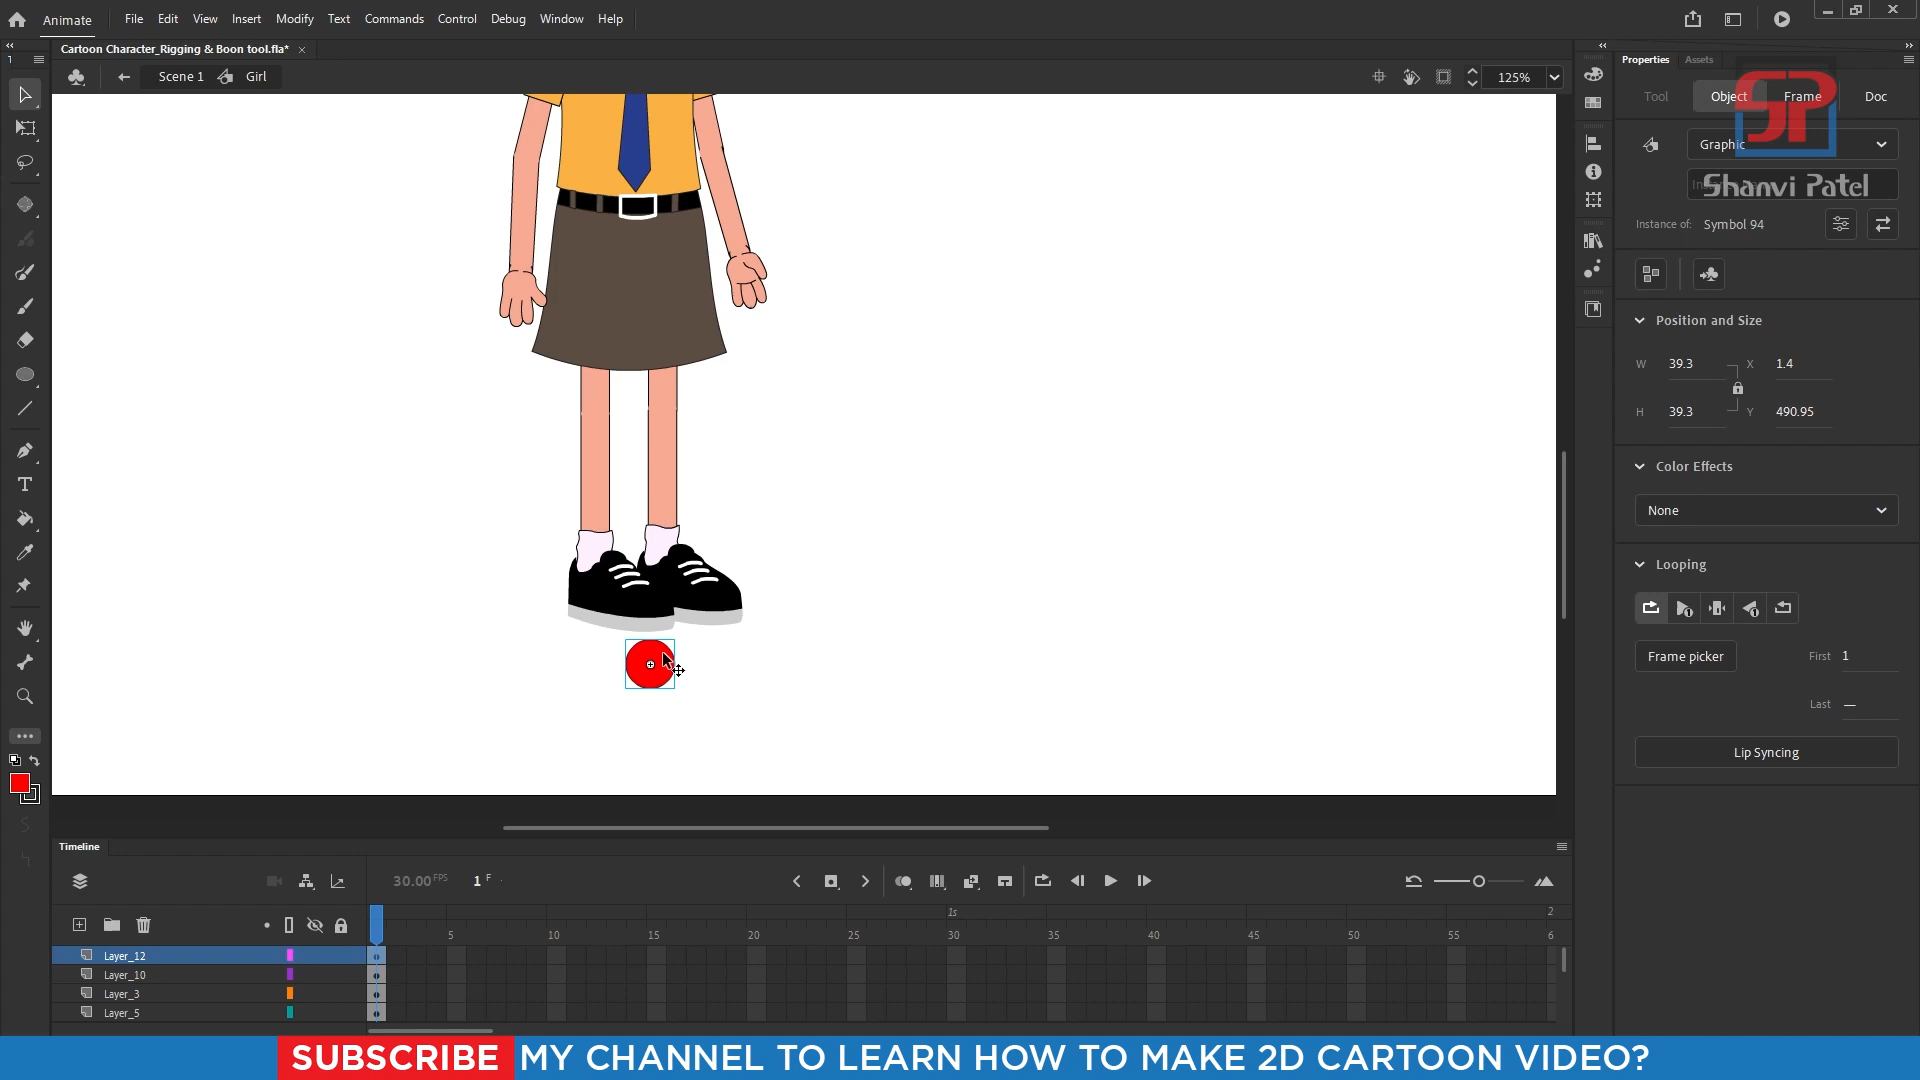 Animate File Edit View Insert Modify Text Commands Control Debug Window Help
Cartoon Character_Rigging & Boon tool.fla*
Scene 1 Girl 125%
Properties Assets
Tool Object Frame Doc
Graphic
SP
Shanvi Patel
Instance of: Symbol 94
Position and Size
W 39.3 X 1.4
H 39.3 Y 490.95
Color Effects
None
Looping
Frame picker First 1
Last —
Lip Syncing
Timeline
30.00 FPS 1 F
1s 2
5 10 15 20 25 30 35 40 45 50 55 6
Layer_12
Layer_10
Layer_3
Layer_5
SUBSCRIBE MY CHANNEL TO LEARN HOW TO MAKE 2D CARTOON VIDEO?